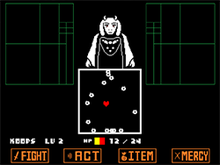 KOOPS LV 2 HP 12 / 24
FIGHT ACT ITEM MERCY